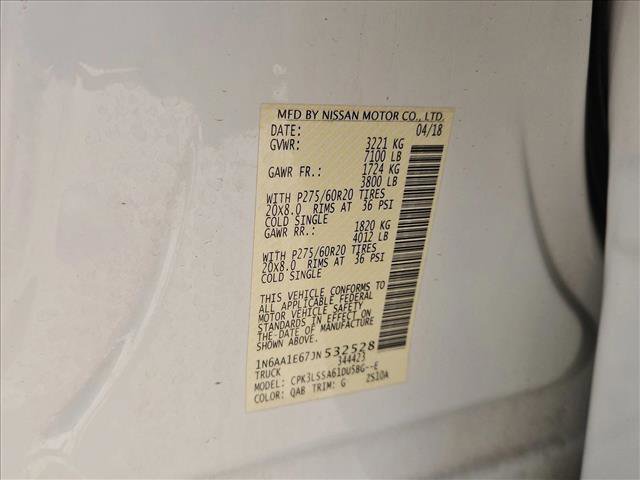 MFD BY NISSAN MOTOR CO., LTD.
DATE: 04/18
GVWR: 3221 KG
7100 LB
GAWR FR.: 1724 KG
3800 LB
WITH P275/60R20 TIRES
20X8.0 RIMS AT 36 PSI
COLD SINGLE
GAWR RR.: 1820 KG
4012 LB
WITH P275/60R20 TIRES
20X8.0 RIMS AT 36 PSI
COLD SINGLE
THIS VEHICLE CONFORMS TO
ALL APPLICABLE FEDERAL
MOTOR VEHICLE SAFETY
STANDARDS IN EFFECT ON
THE DATE OF MANUFACTURE
SHOWN ABOVE.
1N6AA1E67JN532528
TRUCK 344423
MODEL: CPK3LSSA61DU58G--E
COLOR: QAB TRIM: G 2S10A